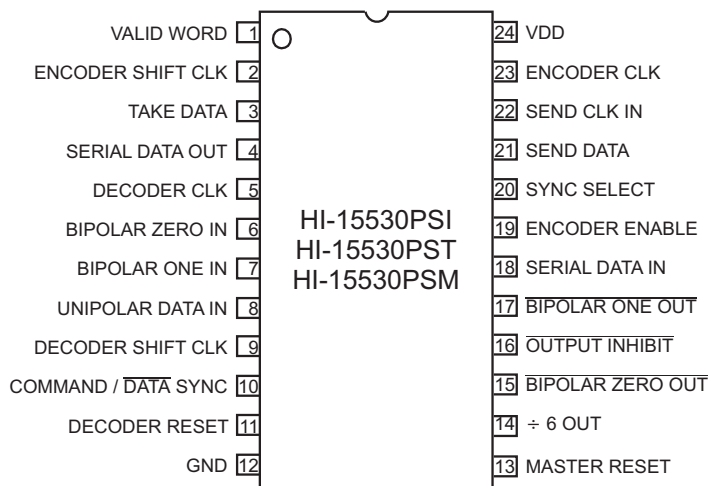 VALID WORD 1
ENCODER SHIFT CLK 2
TAKE DATA 3
SERIAL DATA OUT 4
DECODER CLK 5
BIPOLAR ZERO IN 6
BIPOLAR ONE IN 7
UNIPOLAR DATA IN 8
DECODER SHIFT CLK 9
COMMAND / DATA SYNC 10
DECODER RESET 11
GND 12
HI-15530PSI
HI-15530PST
HI-15530PSM
24 VDD
23 ENCODER CLK
22 SEND CLK IN
21 SEND DATA
20 SYNC SELECT
19 ENCODER ENABLE
18 SERIAL DATA IN
17 BIPOLAR ONE OUT
16 OUTPUT INHIBIT
15 BIPOLAR ZERO OUT
14 ÷ 6 OUT
13 MASTER RESET